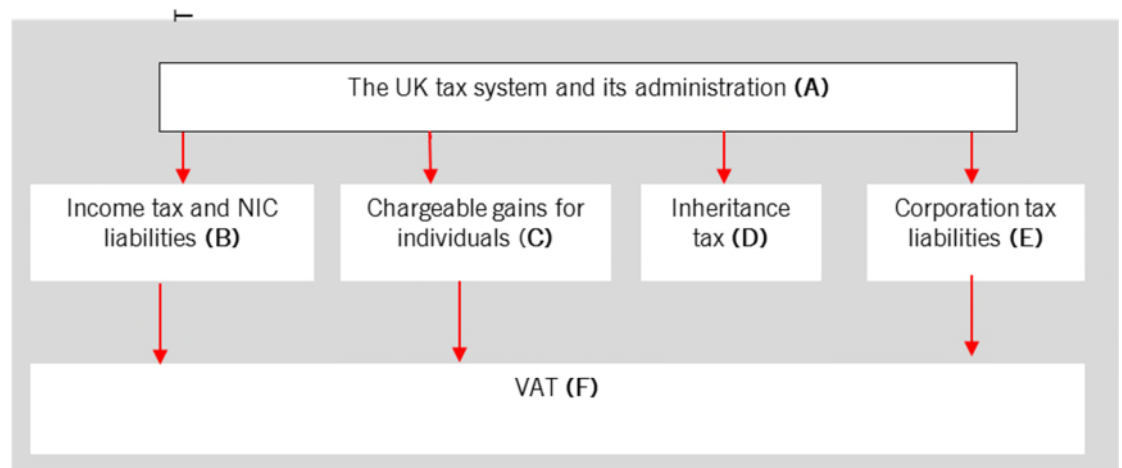 The UK tax system and its administration (A)
Income tax and NIC
liabilities (B)
Chargeable gains for
individuals (C)
Inheritance
tax (D)
Corporation tax
liabilities (E)
VAT (F)